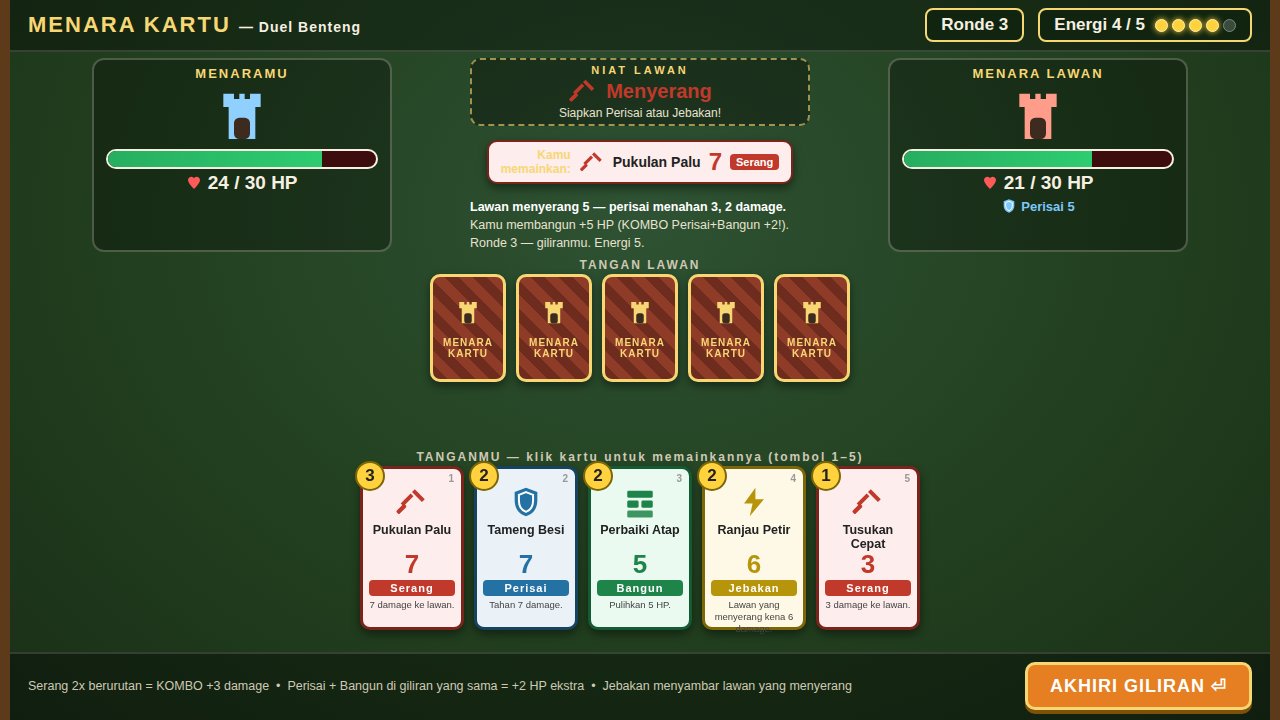 MENARA KARTU — Duel Benteng
Ronde 3
Energi 4 / 5
MENARAMU
24 / 30 HP
NIAT LAWAN
Menyerang
Siapkan Perisai atau Jebakan!
Kamu
memainkan:
Pukulan Palu 7 Serang
Lawan menyerang 5 — perisai menahan 3, 2 damage.
Kamu membangun +5 HP (KOMBO Perisai+Bangun +2!).
Ronde 3 — giliranmu. Energi 5.
MENARA LAWAN
21 / 30 HP
Perisai 5
TANGAN LAWAN
MENARA
KARTU
MENARA
KARTU
MENARA
KARTU
MENARA
KARTU
MENARA
KARTU
TANGANMU — klik kartu untuk memainkannya (tombol 1–5)
3
1
Pukulan Palu
7
Serang
7 damage ke lawan.
2
2
Tameng Besi
7
Perisai
Tahan 7 damage.
2
3
Perbaiki Atap
5
Bangun
Pulihkan 5 HP.
2
4
Ranjau Petir
6
Jebakan
Lawan yang
menyerang kena 6
damage.
1
5
Tusukan
Cepat
3
Serang
3 damage ke lawan.
Serang 2x berurutan = KOMBO +3 damage • Perisai + Bangun di giliran yang sama = +2 HP ekstra • Jebakan menyambar lawan yang menyerang
AKHIRI GILIRAN ⏎